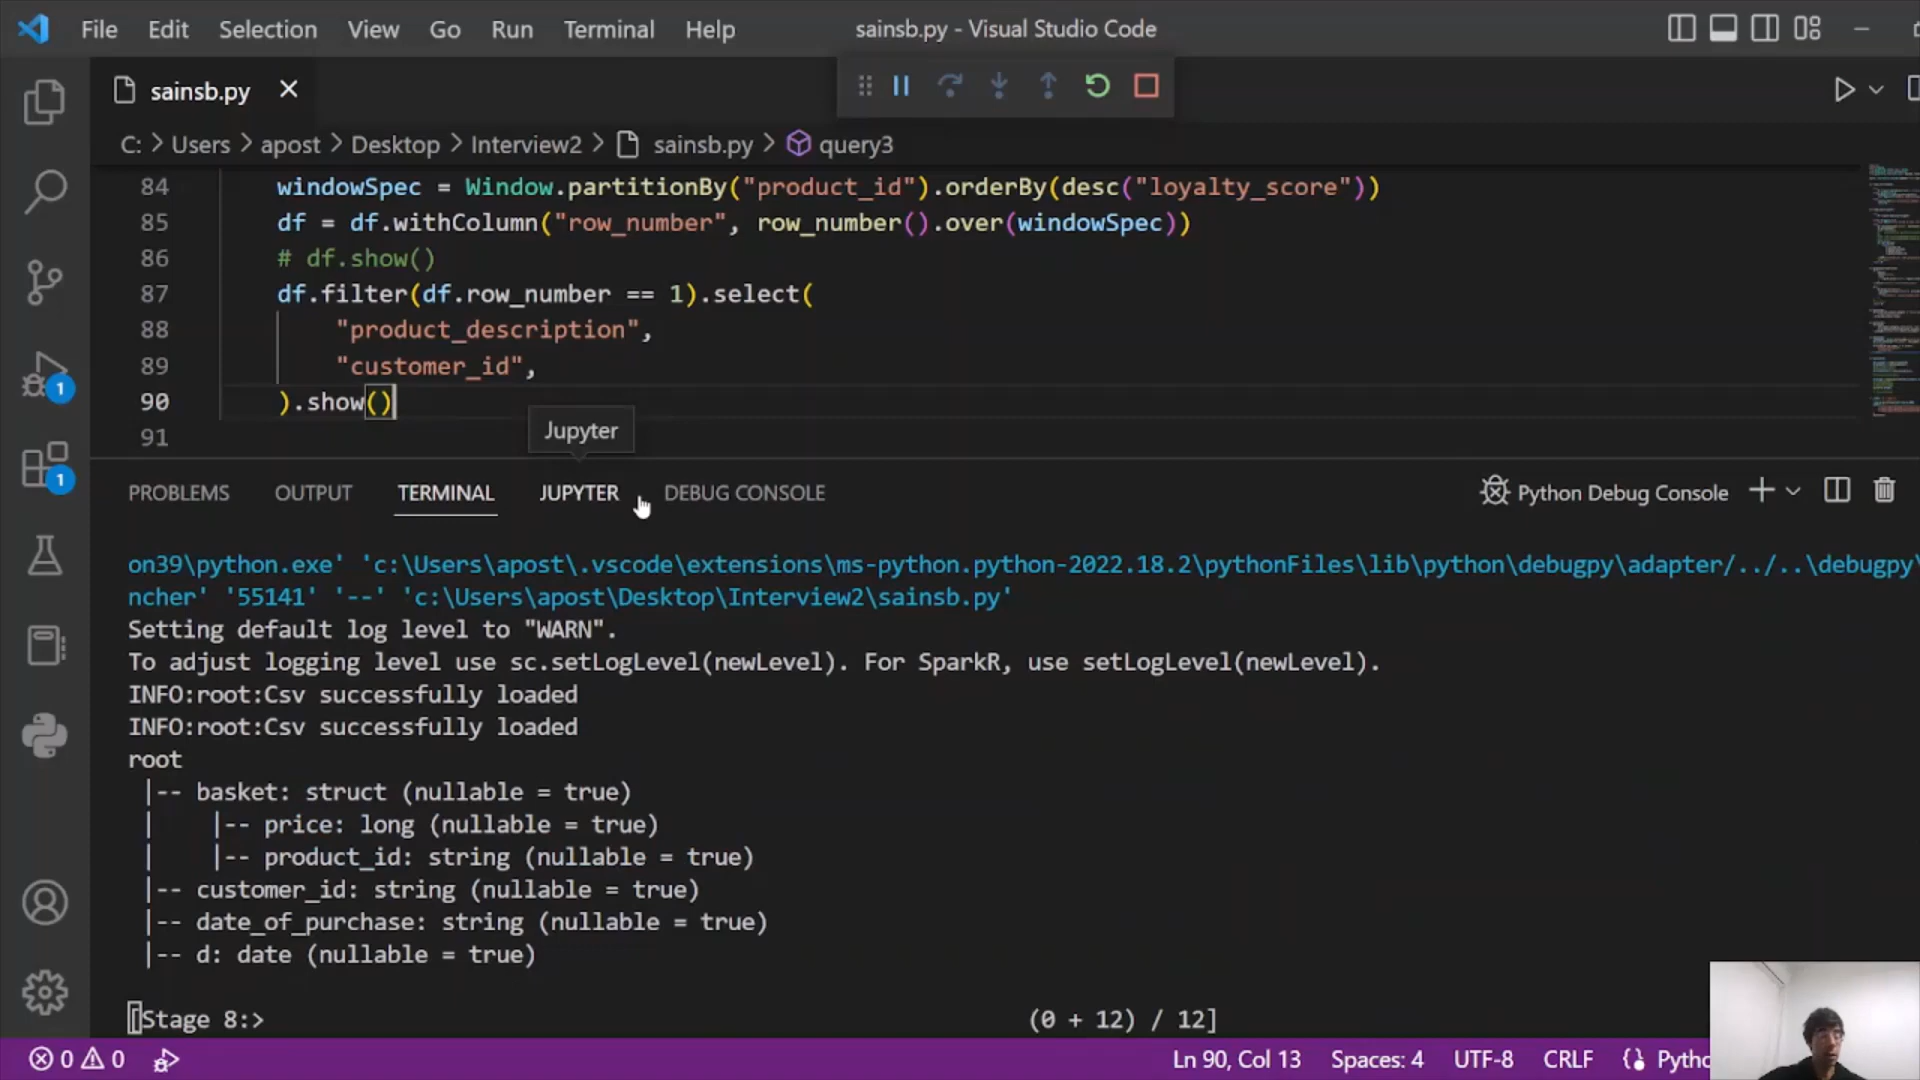 File Edit Selection View Go Run Terminal Help sainsb.py - Visual Studio Code
sainsb.py
C: > Users > apost > Desktop > Interview2 > sainsb.py > query3
84 windowSpec = Window.partitionBy("product_id").orderBy(desc("loyalty_score"))
85 df = df.withColumn("row_number", row_number().over(windowSpec))
86 # df.show()
87 df.filter(df.row_number == 1).select(
88 "product_description",
89 "customer_id",
90 ).show()
91
Jupyter
PROBLEMS OUTPUT TERMINAL JUPYTER DEBUG CONSOLE Python Debug Console
on39\python.exe' 'c:\Users\apost\.vscode\extensions\ms-python.python-2022.18.2\pythonFiles\lib\python\debugpy\adapter/../..\debugpy\
ncher' '55141' '--' 'c:\Users\apost\Desktop\Interview2\sainsb.py'
Setting default log level to "WARN".
To adjust logging level use sc.setLogLevel(newLevel). For SparkR, use setLogLevel(newLevel).
INFO:root:Csv successfully loaded
INFO:root:Csv successfully loaded
root
|-- basket: struct (nullable = true)
| |-- price: long (nullable = true)
| |-- product_id: string (nullable = true)
|-- customer_id: string (nullable = true)
|-- date_of_purchase: string (nullable = true)
|-- d: date (nullable = true)
[Stage 8:> (0 + 12) / 12]
1
1
0 0 Ln 90, Col 13 Spaces: 4 UTF-8 CRLF Pytho